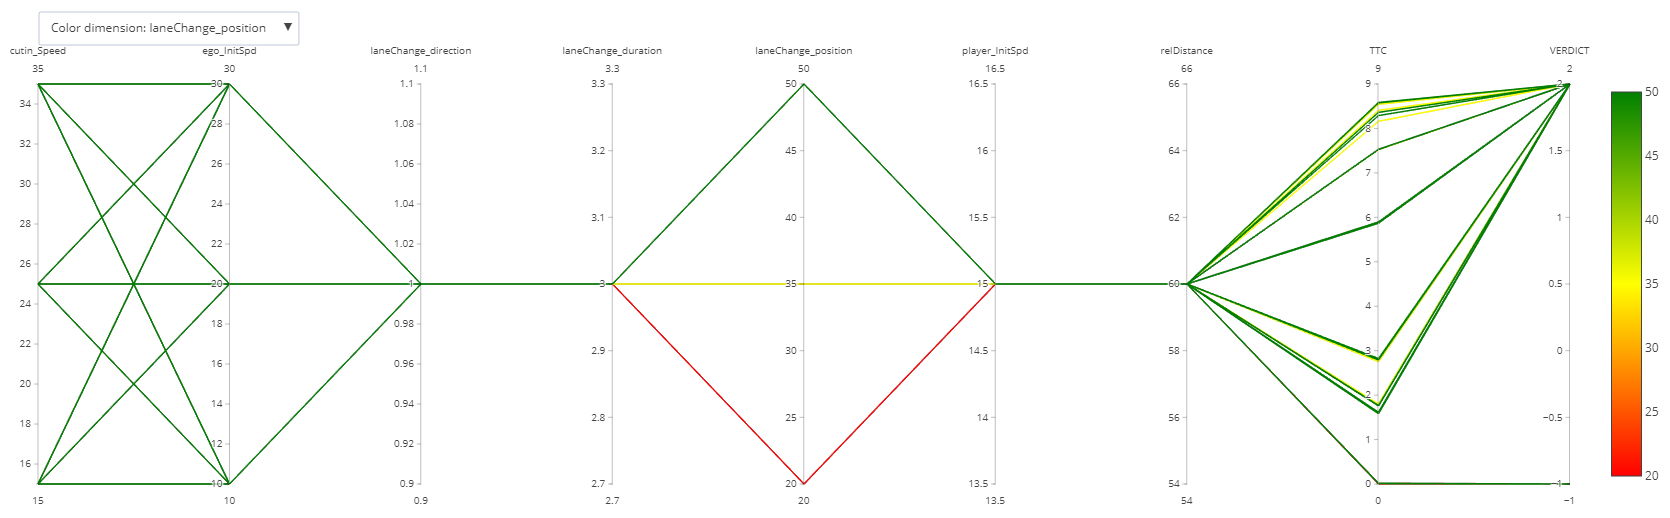 Color dimension: laneChange_position ▼
cutin_Speed ego_InitSpd laneChange_direction laneChange_duration laneChange_position player_InitSpd relDistance TTC VERDICT
35 30 1.1 3.3 50 16.5 66 9 2
30 1.1 3.3 50 16.5 66 9 2 50
34
32 28 1.08 8
3.2 45 16 64 1.5 45
30 26 1.06 7
28 24 1.04 6
3.1 40 15.5 62 1 40
26 22 1.02 5
24 20 1 3 35 15 60 0.5 35
22 18 0.98 4
20 16 0.96 3
2.9 30 14.5 58 0 30
18 14 0.94 2
2.8 25 14 56 −0.5 25
16 12 0.92 1
10 0.9 2.7 20 13.5 54 0 −1 20
15 10 0.9 2.7 20 13.5 54 0 −1